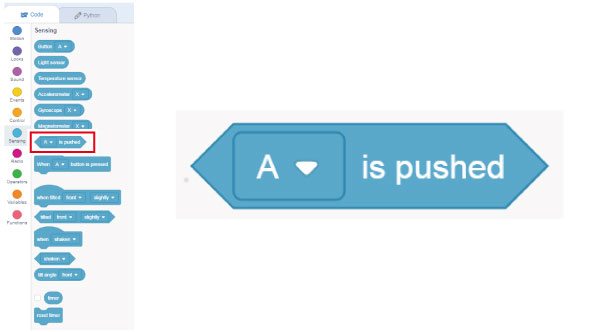 Code
Python
Sensing
Button A
Light sensor
Temperature sensor
Accelerometer X
Gyroscope X
Magnetometer X
A is pushed
When A button is pressed
when tilted front slightly
tilted front slightly
when shaken
shaken
tilt angle front
timer
reset timer
Motion
Looks
Sound
Events
Control
Sensing
Radio
Operators
Variables
Functions
A is pushed